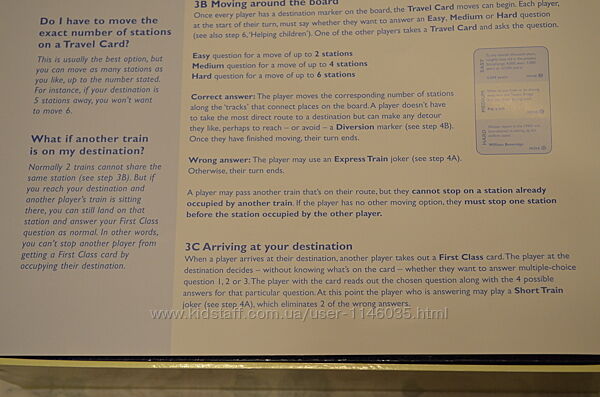 Do I have to move the
exact number of stations
on a Travel Card?
This is usually the best option, but
you can move as many stations as
you like, up to the number stated.
For instance, if your destination is
5 stations away, you won't want
to move 6.
What if another train
is on my destination?
Normally 2 trains cannot share the
same station (see step 3B). But if
you reach your destination and
another player's train is sitting
there, you can still land on that
station and answer your First Class
question as normal. In other words,
you can't stop another player from
getting a First Class card by
occupying their destination.
3B Moving around the board
Once every player has a destination marker on the board, the Travel Card moves can begin. Each player,
at the start of their turn, must say whether they want to answer an Easy, Medium or Hard question
(see also step 6, 'Helping children'). One of the other players takes a Travel Card and asks the question.
Easy question for a move of up to 2 stations
Medium question for a move of up to 4 stations
Hard question for a move of up to 6 stations
Correct answer: The player moves the corresponding number of stations
along the 'tracks' that connect places on the board. A player doesn't have
to take the most direct route to a destination but can make any detour
they like, perhaps to reach – or avoid – a Diversion marker (see step 4B).
Once they have finished moving, their turn ends.
Wrong answer: The player may use an Express Train joker (see step 4A).
Otherwise, their turn ends.
EASY
MEDIUM
HARD
William Beveridge
A player may pass another train that's on their route, but they cannot stop on a station already
occupied by another train. If the player has no other moving option, they must stop one station
before the station occupied by the other player.
3C Arriving at your destination
When a player arrives at their destination, another player takes out a First Class card. The player at the
destination decides – without knowing what's on the card – whether they want to answer multiple-choice
question 1, 2 or 3. The player with the card reads out the chosen question along with the 4 possible
answers for that particular question. At this point the player who is answering may play a Short Train
joker (see step 4A), which eliminates 2 of the wrong answers.
www.kidstaff.com.ua/user-1146035.html